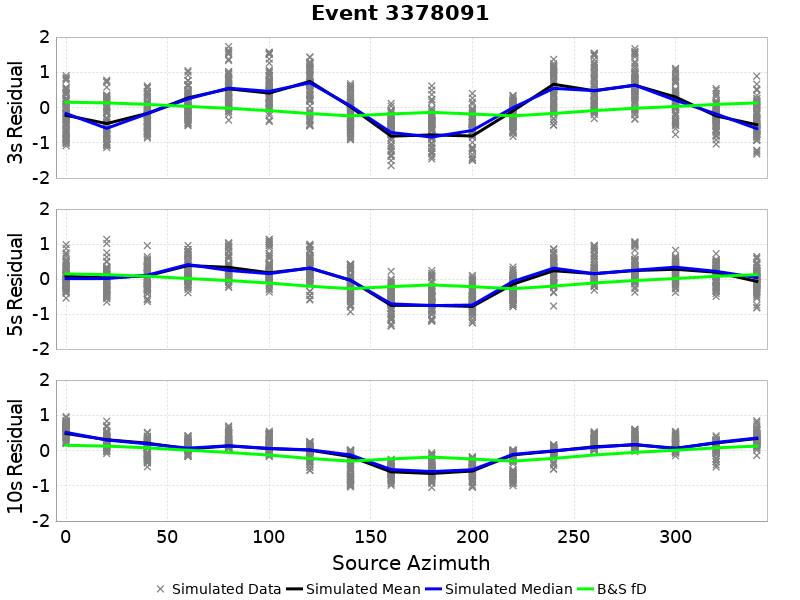 Event 3378091
3s Residual
2
1
0
-1
-2
5s Residual
2
1
0
-1
-2
10s Residual
2
1
0
-1
-2
0 50 100 150 200 250 300
Source Azimuth
Simulated Data Simulated Mean Simulated Median B&S fD